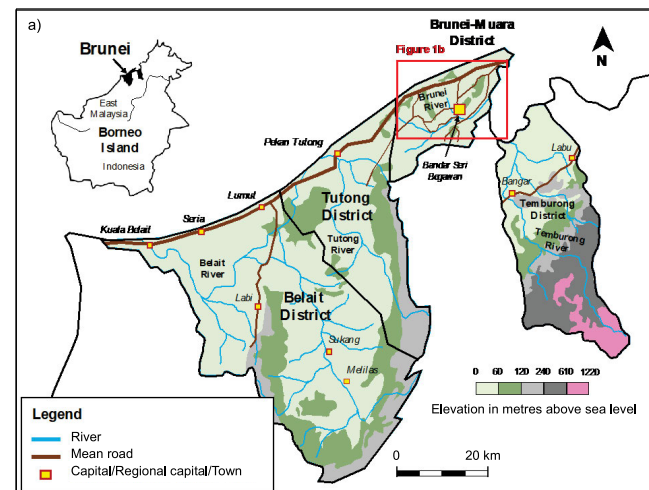 a)
Brunei
East
Malaysia
Borneo
Island
Indonesia
Brunei-Muara
District
Figure 1b
N
Brunei
River
Bandar Seri
Begawan
Pekan Tutong
Lumut
Seria
Kuala Belait
Tutong
District
Tutong
River
Belait
River
Labi
Belait
District
Sukang
Melilas
Labu
Bangar
Temburong
District
Temburong
River
0 60 120 240 610 1220
Elevation in metres above sea level
0 20 km
Legend
River
Mean road
Capital/Regional capital/Town